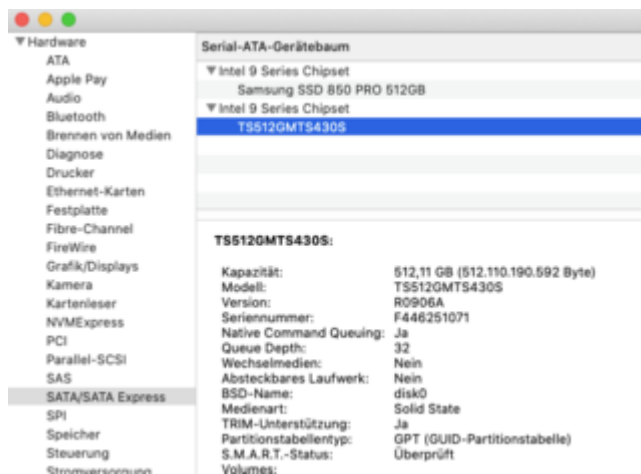 Hardware
ATA
Apple Pay
Audio
Bluetooth
Brennen von Medien
Diagnose
Drucker
Ethernet-Karten
Festplatte
Fibre-Channel
FireWire
Grafik/Displays
Kamera
Kartenleser
NVMExpress
PCI
Parallel-SCSI
SAS
SATA/SATA Express
SPI
Speicher
Steuerung
Stromversorgung
Serial-ATA-Gerätebaum
Intel 9 Series Chipset
Samsung SSD 850 PRO 512GB
Intel 9 Series Chipset
TS512GMTS430S
TS512GMTS430S:
Kapazität: 512,11 GB (512.110.190.592 Byte)
Modell: TS512GMTS430S
Version: R0906A
Seriennummer: F446251071
Native Command Queuing: Ja
Queue Depth: 32
Wechselmedien: Nein
Absteckbares Laufwerk: Nein
BSD-Name: disk0
Medienart: Solid State
TRIM-Unterstützung: Ja
Partitionstabellentyp: GPT (GUID-Partitionstabelle)
S.M.A.R.T.-Status: Überprüft
Volumes: